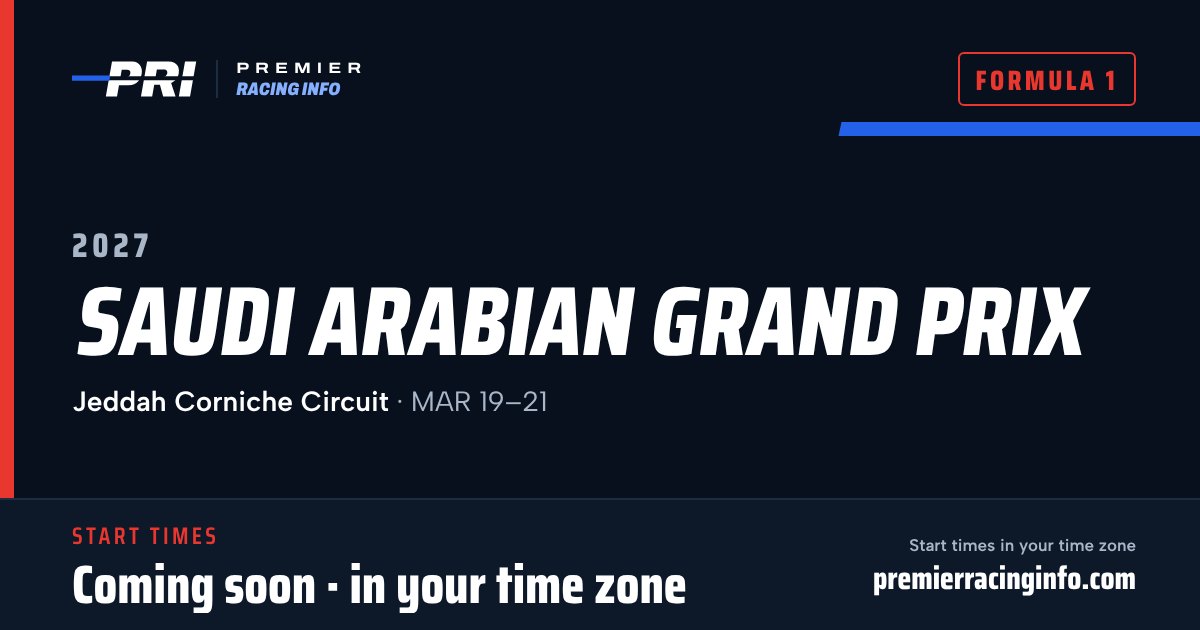 PRI
PREMIER
RACING INFO
FORMULA 1
2027
SAUDI ARABIAN GRAND PRIX
Jeddah Corniche Circuit · MAR 19–21
START TIMES
Coming soon · in your time zone
Start times in your time zone
premierracinginfo.com